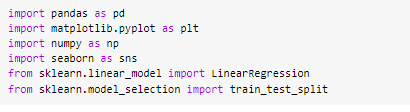 import pandas as pd
import matplotlib.pyplot as plt
import numpy as np
import seaborn as sns
from sklearn.linear_model import LinearRegression
from sklearn.model_selection import train_test_split